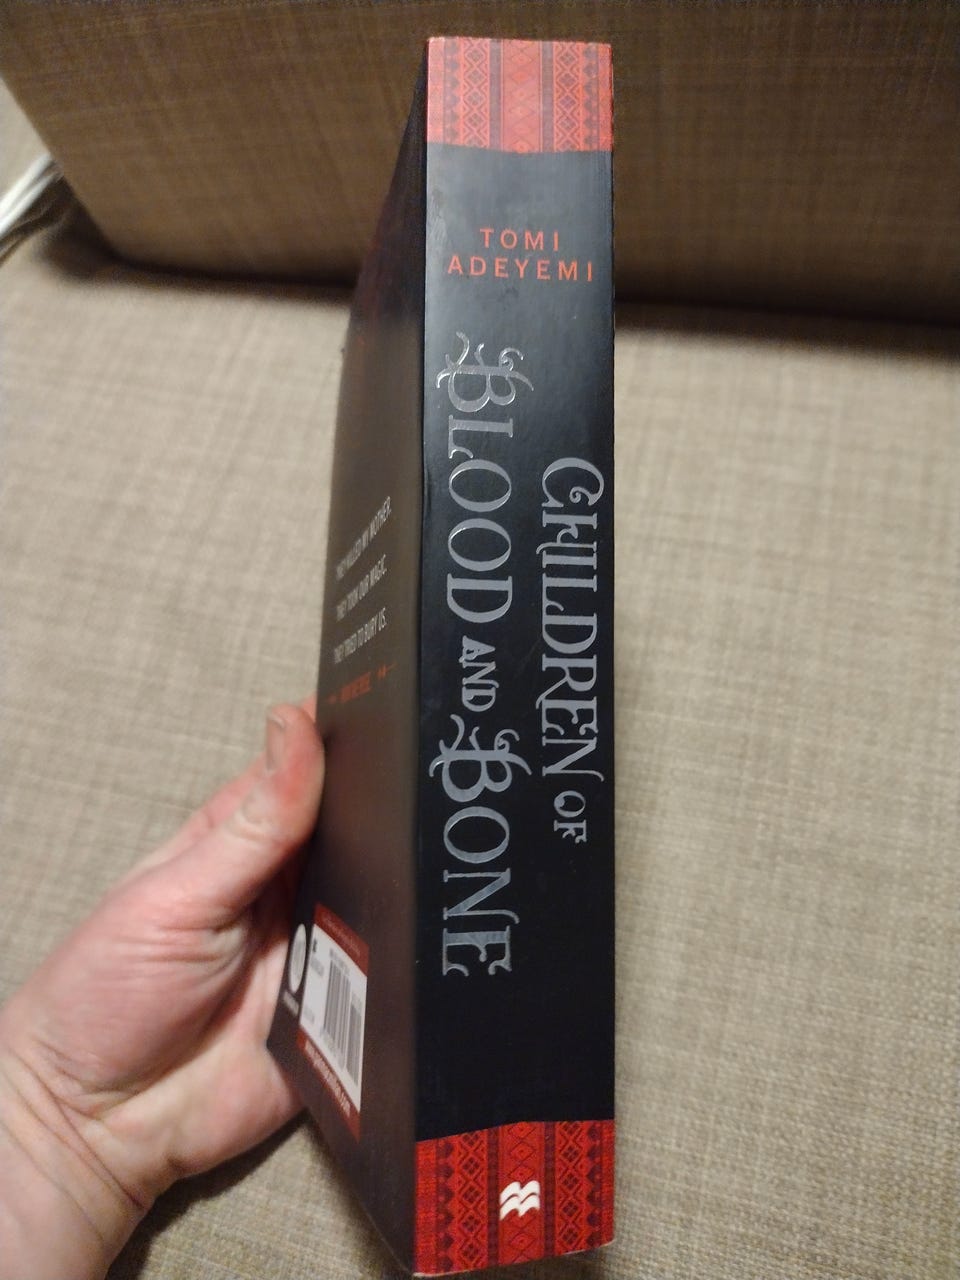 TOMI
ADEYEMI
CHILDREN OF
BLOOD AND BONE
THEY KILLED MY MOTHER.
THEY TOOK OUR MAGIC.
THEY TRIED TO BURY US.